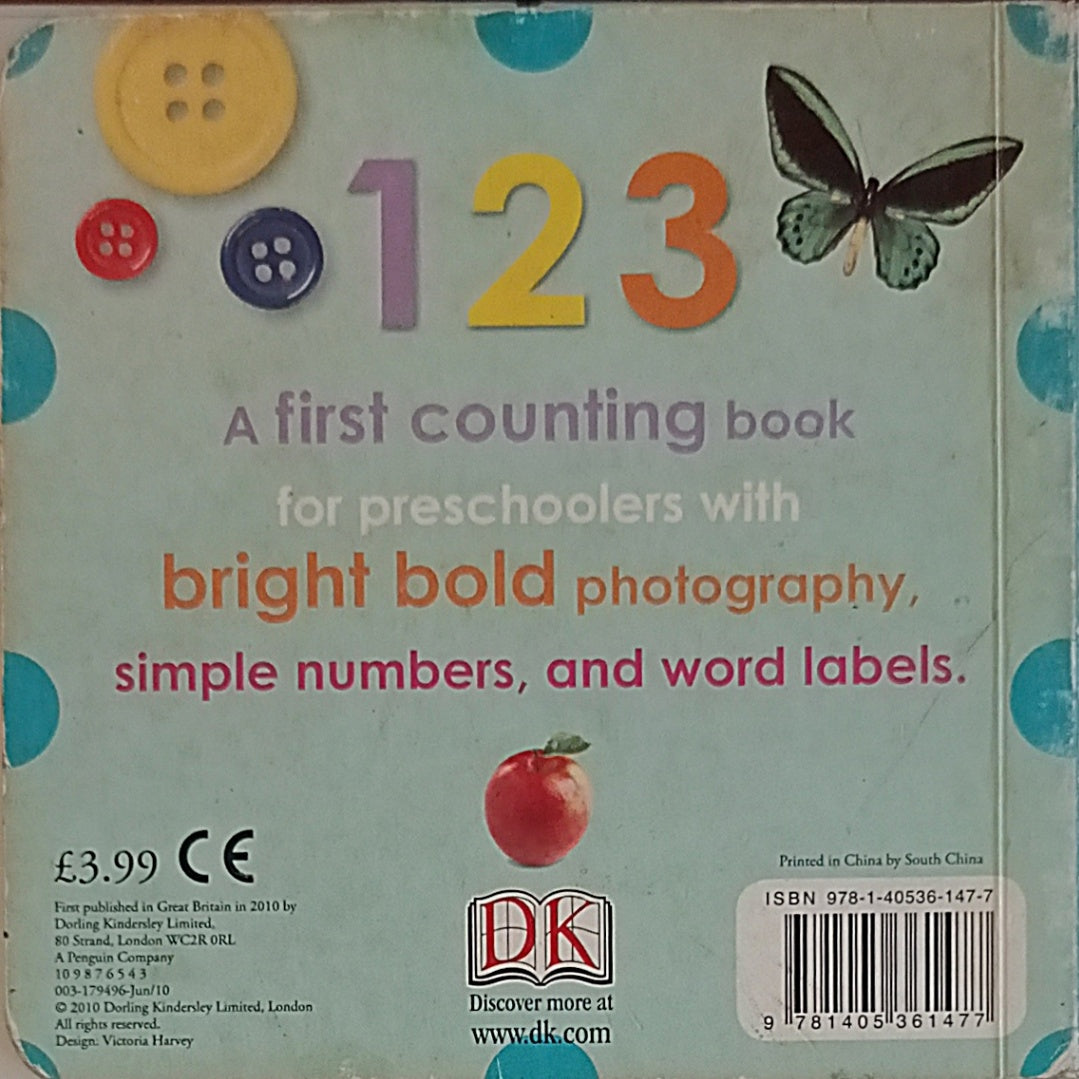 123
A first counting book
for preschoolers with
bright bold photography,
simple numbers, and word labels.
£3.99 CE
First published in Great Britain in 2010 by
Dorling Kindersley Limited,
80 Strand, London WC2R 0RL
A Penguin Company
10 9 8 7 6 5 4 3
003-179496-Jun/10
© 2010 Dorling Kindersley Limited, London
All rights reserved.
Design: Victoria Harvey
DK
Discover more at
www.dk.com
Printed in China by South China
ISBN 978-1-40536-147-7
9 781405 361477